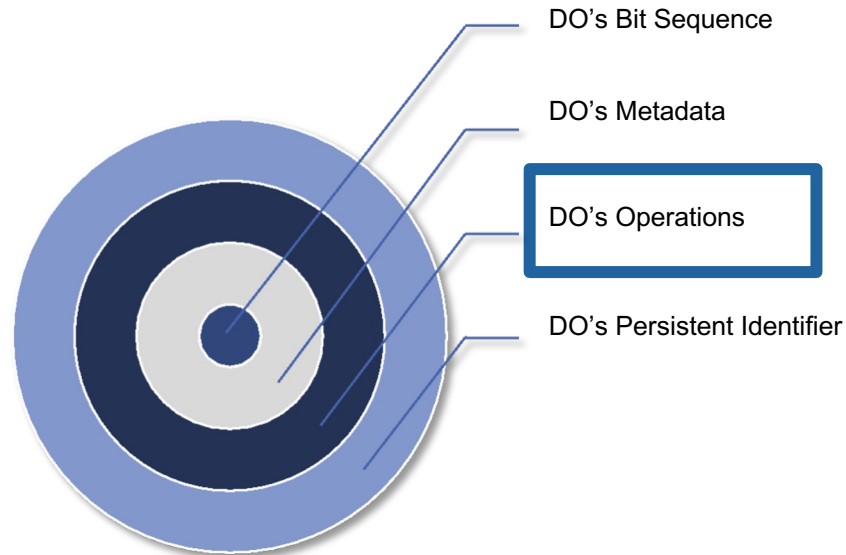 DO’s Bit Sequence
DO’s Metadata
DO’s Operations
DO’s Persistent Identifier